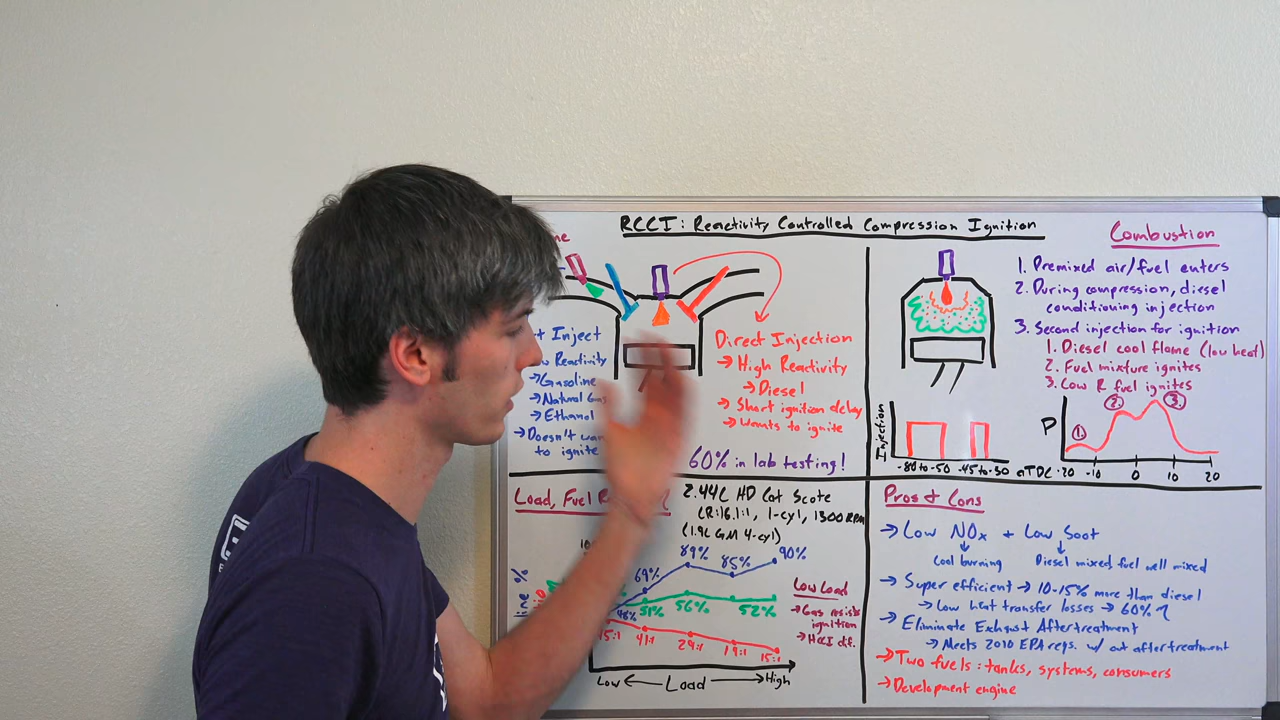 RCCI: Reactivity Controlled Compression Ignition
Direct Injection
→ High Reactivity
→ Diesel
→ Short ignition delay
→ Wants to ignite
Inject
Reactivity
→ Gasoline
→ Natural Gas
→ Ethanol
→ Doesn't
to ignite
60% in lab testing!
Combustion
1. Premixed air/fuel enters
2. During compression, diesel
conditioning injection
3. Second injection for ignition
1. Diesel cool flame (low heat)
2. Fuel mixture ignites
3. Low R fuel ignites
Injection
-80 to -50 -45 to -30 aTDC
P
1 2 3
-20 -10 0 10 20
Load, Fuel
2.44L HD Cat Scote
CR:16.1:1, 1-cyl, 1300 RPM
(1.9L GM 4-cyl)
69% 89% 85% 90%
48% 51% 56% 52%
15:1
Low Load
→ Gas resists
ignition
→ HCCI dif.
Low ← Load → High
Pros & Cons
→ Low NOx + Low Soot
Cool burning Diesel mixed fuel well mixed
→ Super efficient → 10-15% more than diesel
→ Low heat transfer losses → 60% η
→ Eliminate Exhaust Aftertreatment
→ Meets 2010 EPA regs. w/out aftertreatment
→ Two fuels: tanks, systems, consumers
→ Development engine